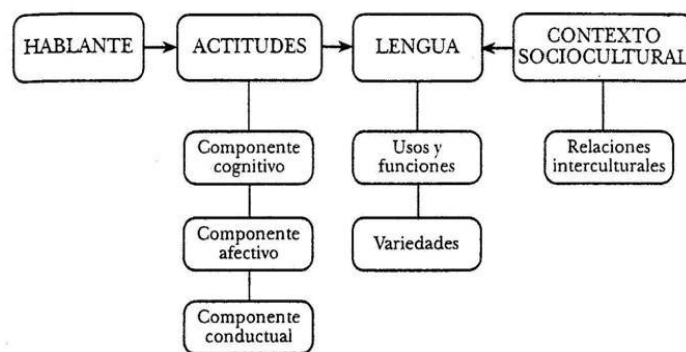 HABLANTE
ACTITUDES
LENGUA
CONTEXTO
SOCIOCULTURAL
Componente
cognitivo
Usos y
funciones
Relaciones
interculturales
Componente
afectivo
Variedades
Componente
conductual